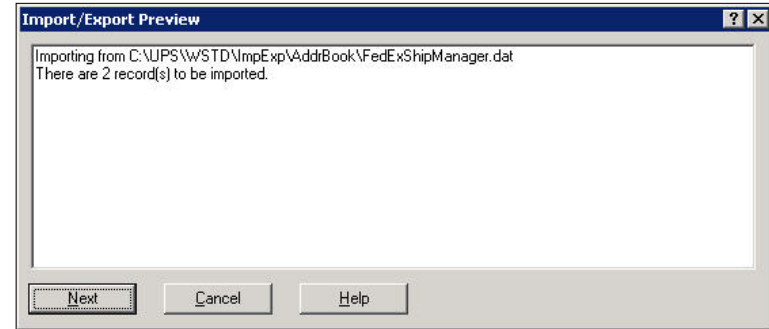 Import/Export Preview
Importing from C:\UPS\WSTD\ImpExp\AddrBook\FedExShipManager.dat
There are 2 record(s) to be imported.
Next Cancel Help